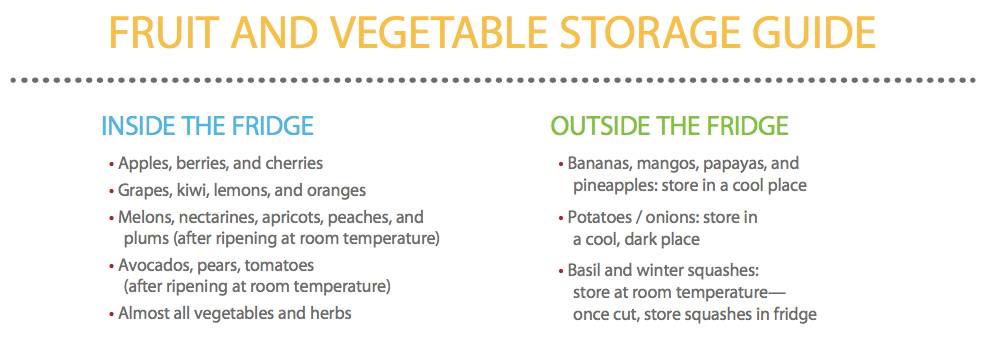 FRUIT AND VEGETABLE STORAGE GUIDE
INSIDE THE FRIDGE
• Apples, berries, and cherries
• Grapes, kiwi, lemons, and oranges
• Melons, nectarines, apricots, peaches, and
plums (after ripening at room temperature)
• Avocados, pears, tomatoes
(after ripening at room temperature)
• Almost all vegetables and herbs
OUTSIDE THE FRIDGE
• Bananas, mangos, papayas, and
pineapples: store in a cool place
• Potatoes / onions: store in
a cool, dark place
• Basil and winter squashes:
store at room temperature—
once cut, store squashes in fridge